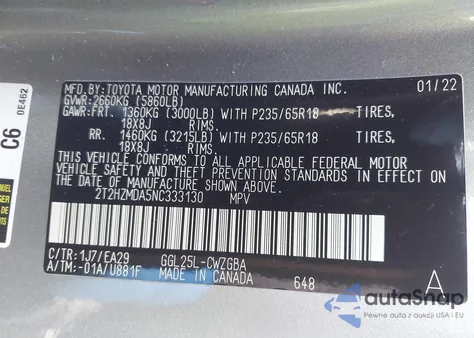 0E462
C6
MFD.BY:TOYOTA MOTOR MANUFACTURING CANADA INC. 01/22
GVWR:2660KG (5860LB)
GAWR:FRT. 1360KG (3000LB) WITH P235/65R18 TIRES,
18X8J RIMS.
RR. 1460KG (3215LB) WITH P235/65R18 TIRES,
18X8J RIMS.
THIS VEHICLE CONFORMS TO ALL APPLICABLE FEDERAL MOTOR
VEHICLE SAFETY, BUMPER, AND THEFT PREVENTION STANDARDS IN EFFECT
ON THE DATE OF MANUFACTURE SHOWN ABOVE.
2T2HZMDA5NC333130 MPV
C/TR:1J7/EA29 GGL25L-CWZGBA
A/TM:-01A/U881F MADE IN CANADA 648 A
autoSnap
Pewne auta z USA i EU